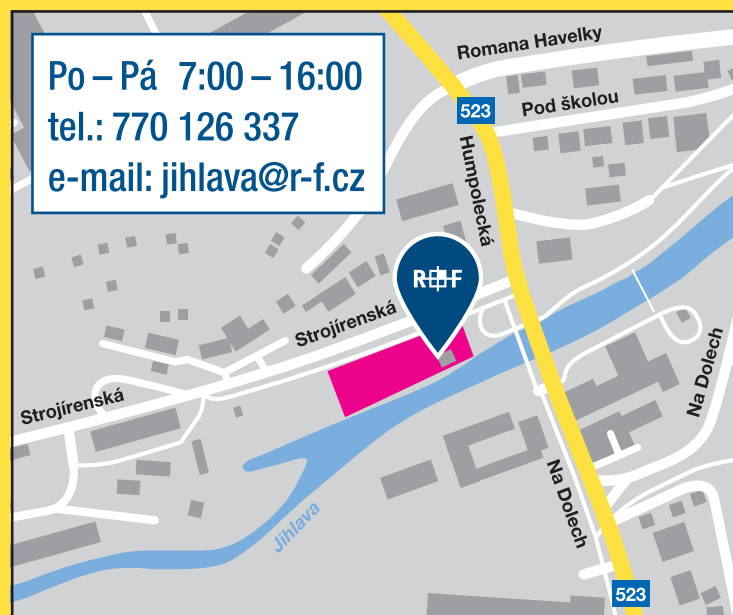 Po – Pá 7:00 – 16:00
tel.: 770 126 337
e-mail: jihlava@r-f.cz
Romana Havelky
523
Pod školou
Humpolecká
R F
Strojírenská
Strojírenská
Na Dolech
Na Dolech
Jihlava
523